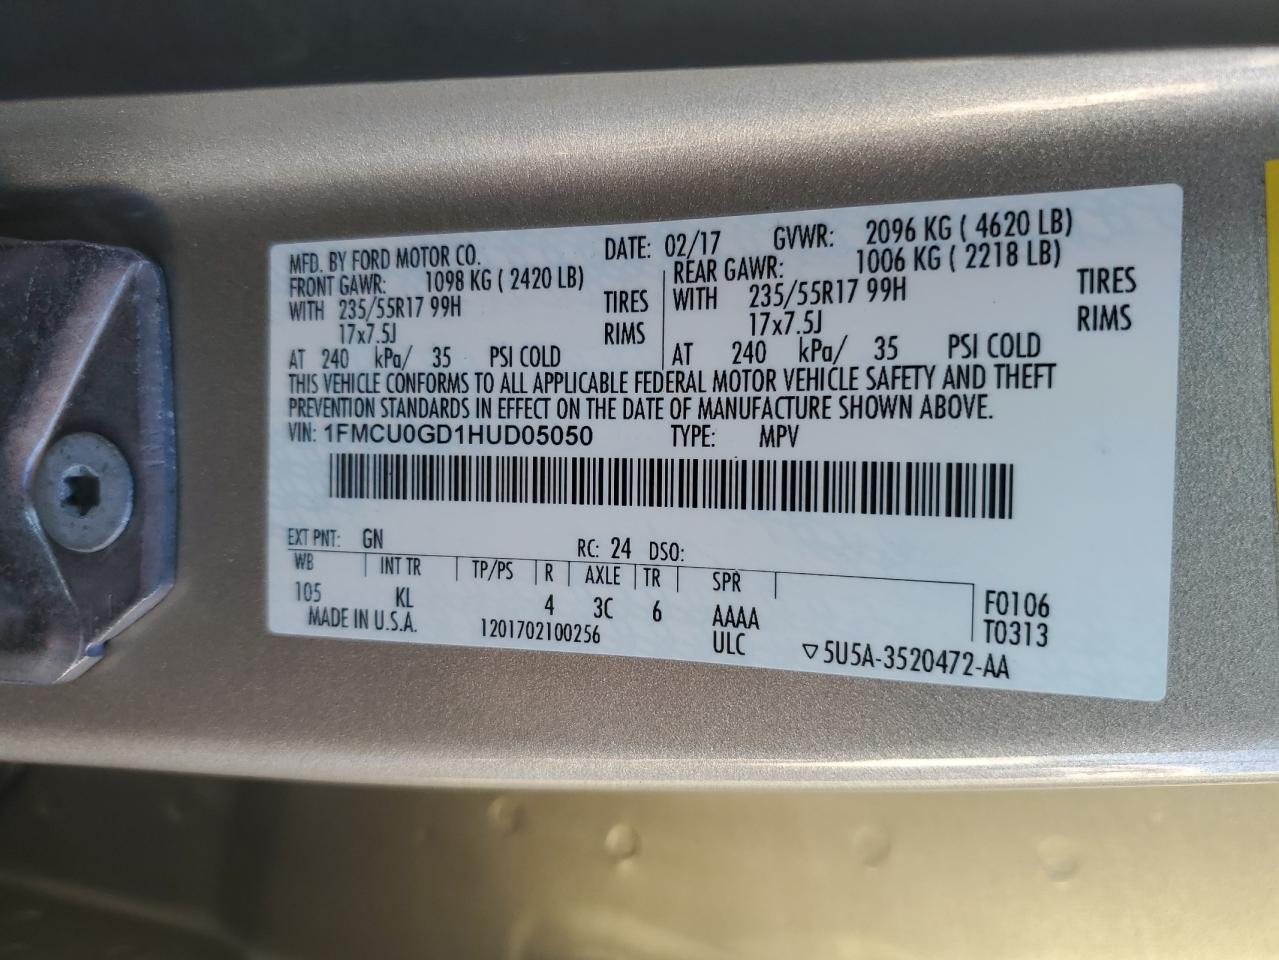 MFD. BY FORD MOTOR CO. DATE: 02/17 GVWR: 2096 KG ( 4620 LB)
FRONT GAWR: 1098 KG ( 2420 LB) REAR GAWR: 1006 KG ( 2218 LB)
WITH 235/55R17 99H TIRES WITH 235/55R17 99H TIRES
17x7.5J RIMS 17x7.5J RIMS
AT 240 kPa/ 35 PSI COLD AT 240 kPa/ 35 PSI COLD
THIS VEHICLE CONFORMS TO ALL APPLICABLE FEDERAL MOTOR VEHICLE SAFETY AND THEFT
PREVENTION STANDARDS IN EFFECT ON THE DATE OF MANUFACTURE SHOWN ABOVE.
VIN: 1FMCU0GD1HUD05050 TYPE: MPV
EXT PNT: GN RC: 24 DSO:
WB INT TR TP/PS R AXLE TR SPR
105 KL 4 3C 6 AAAA F0106
MADE IN U.S.A. 1201702100256 ULC T0313
▽5U5A-3520472-AA